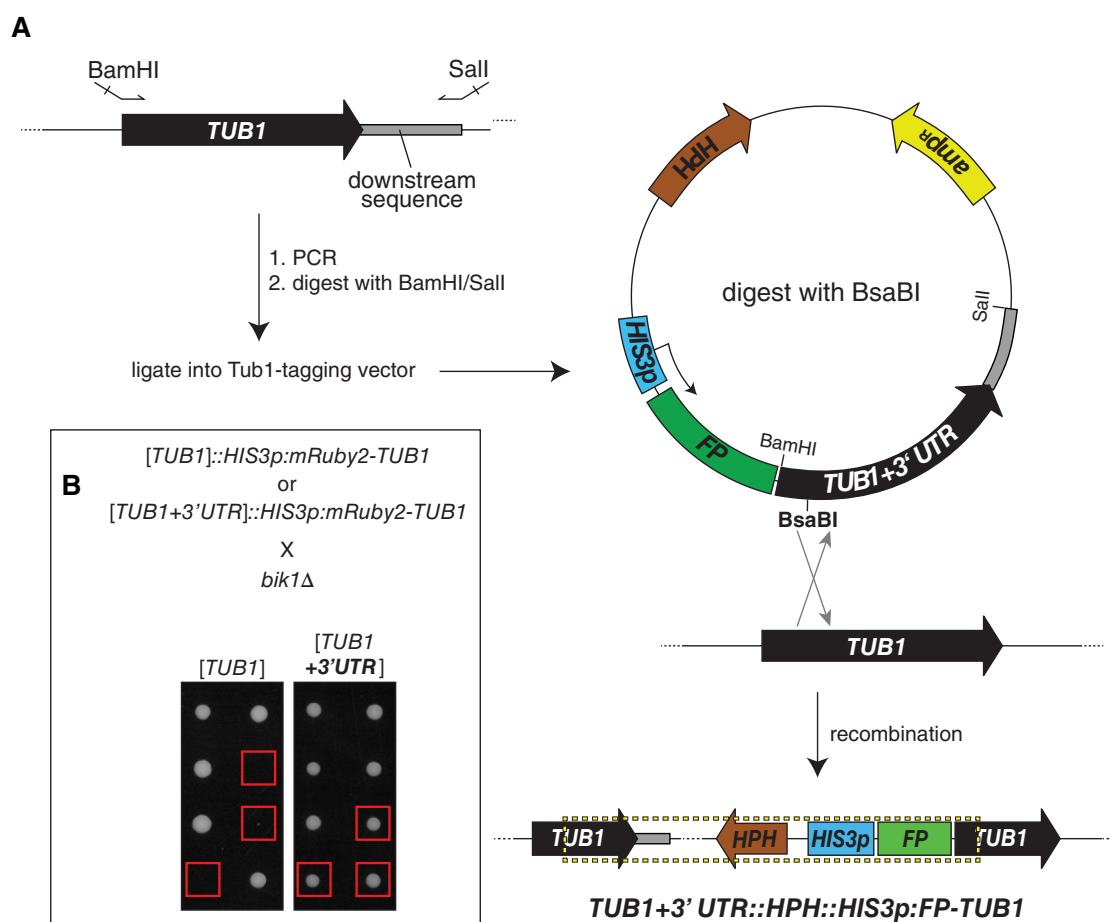 A
BamHI
SalI
TUB1
downstream
sequence
1. PCR
2. digest with BamHI/SalI
ligate into Tub1-tagging vector
HPH
ampR
digest with BsaBI
SalI
HIS3p
FP
BamHI
TUB1+3' UTR
BsaBI
TUB1
recombination
TUB1
HPH
HIS3p
FP
TUB1
TUB1+3' UTR::HPH::HIS3p:FP-TUB1
B
[TUB1]::HIS3p:mRuby2-TUB1
or
[TUB1+3'UTR]::HIS3p:mRuby2-TUB1
X
bik1Δ
[TUB1]
[TUB1
+3'UTR]